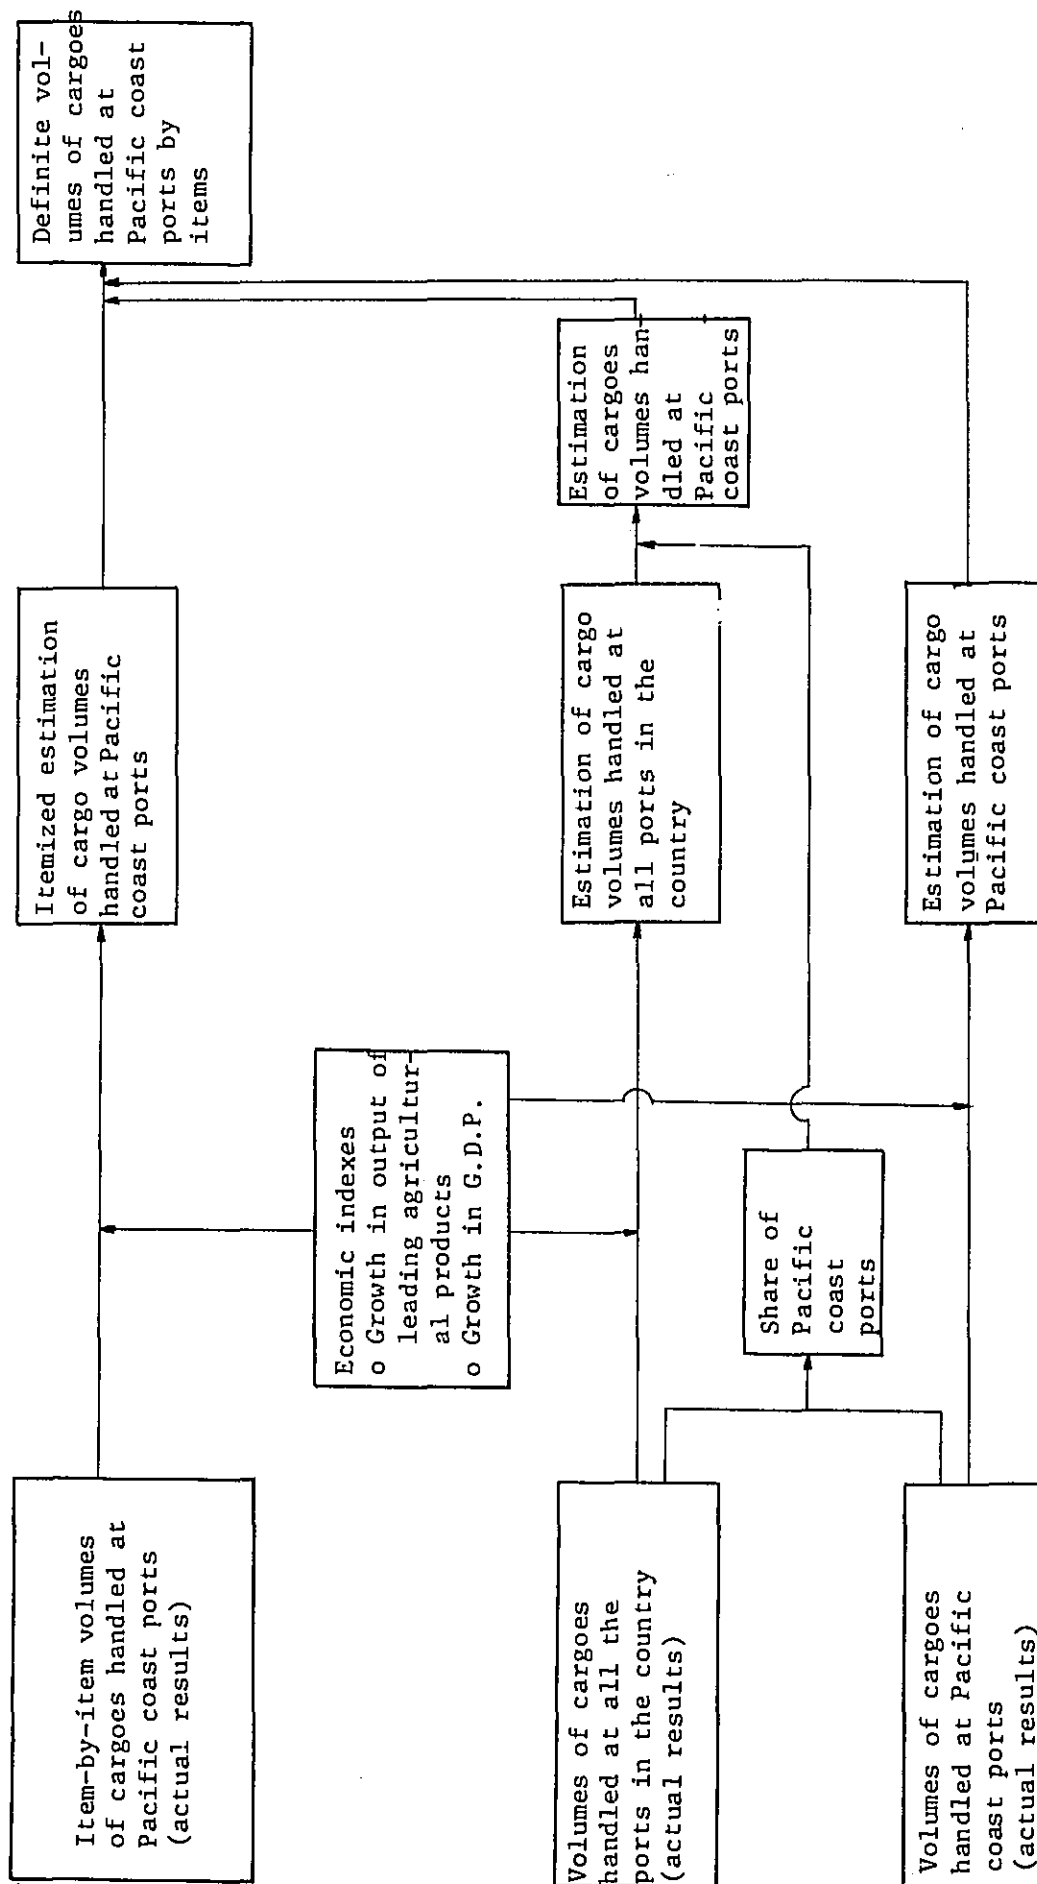 Item-by-item volumes
of cargoes handled at
Pacific coast ports
(actual results)
Itemized estimation
of cargo volumes
handled at Pacific
coast ports
Definite vol-
umes of cargoes
handled at
Pacific coast
ports by
items
Economic indexes
o Growth in output of
leading agricultur-
al products
o Growth in G.D.P.
Volumes of cargoes
handled at all the
ports in the country
(actual results)
Estimation of cargo
volumes handled at
all ports in the
country
Estimation
of cargoes
volumes han-
dled at
Pacific
coast ports
Share of
Pacific
coast
ports
Volumes of cargoes
handled at Pacific
coast ports
(actual results)
Estimation of cargo
volumes handled at
Pacific coast ports